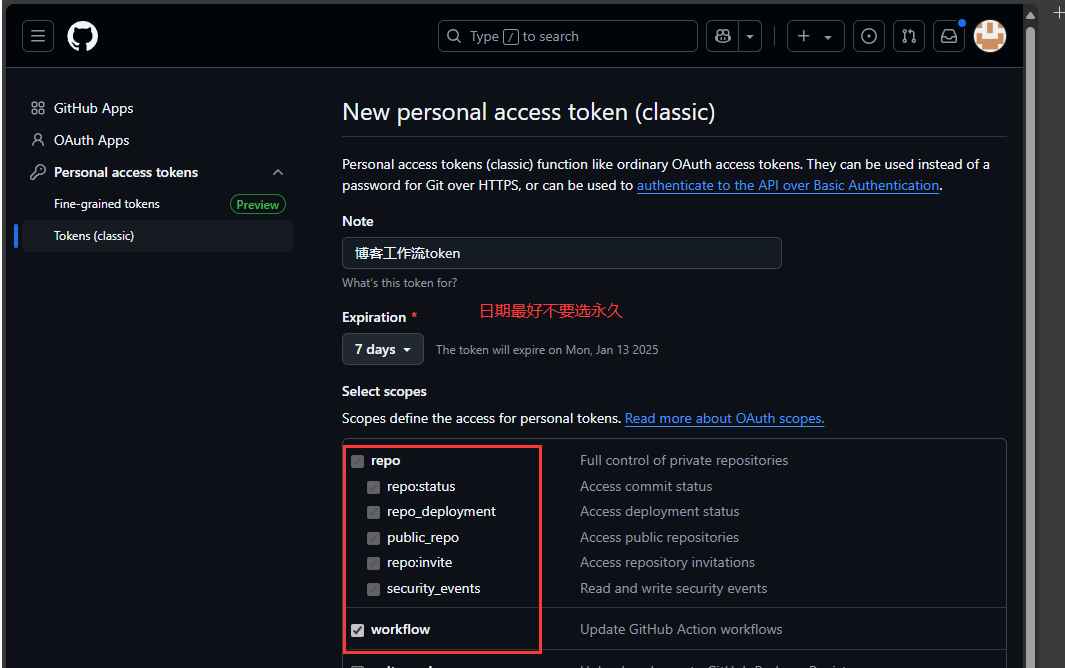 Type / to search
GitHub Apps
OAuth Apps
Personal access tokens
Fine-grained tokens Preview
Tokens (classic)
New personal access token (classic)
Personal access tokens (classic) function like ordinary OAuth access tokens. They can be used instead of a
password for Git over HTTPS, or can be used to authenticate to the API over Basic Authentication.
Note
博客工作流token
What's this token for?
日期最好不要选永久
Expiration *
7 days The token will expire on Mon, Jan 13 2025
Select scopes
Scopes define the access for personal tokens. Read more about OAuth scopes.
repo Full control of private repositories
repo:status Access commit status
repo_deployment Access deployment status
public_repo Access public repositories
repo:invite Access repository invitations
security_events Read and write security events
workflow Update GitHub Action workflows